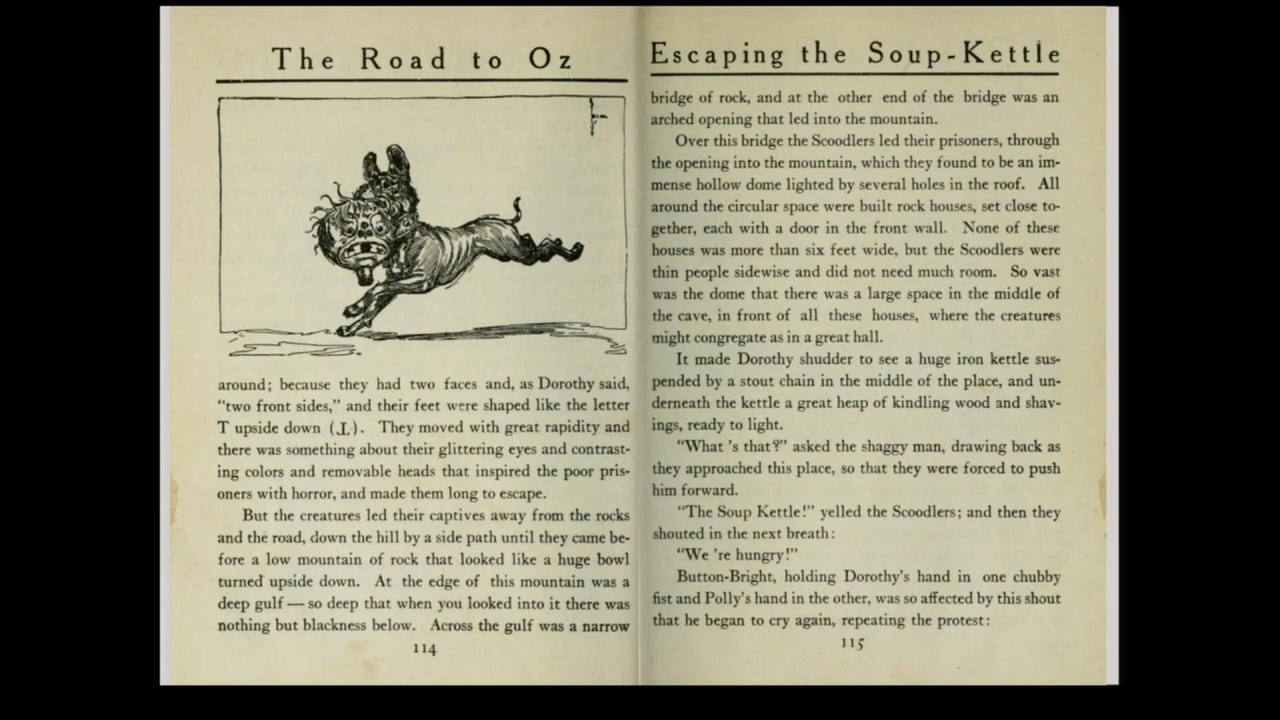 The Road to Oz
around; because they had two faces and, as Dorothy said,
“two front sides,” and their feet were shaped like the letter
T upside down (⊥). They moved with great rapidity and
there was something about their glittering eyes and contrast-
ing colors and removable heads that inspired the poor pris-
oners with horror, and made them long to escape.
But the creatures led their captives away from the rocks
and the road, down the hill by a side path until they came be-
fore a low mountain of rock that looked like a huge bowl
turned upside down. At the edge of this mountain was a
deep gulf — so deep that when you looked into it there was
nothing but blackness below. Across the gulf was a narrow
114
Escaping the Soup-Kettle
bridge of rock, and at the other end of the bridge was an
arched opening that led into the mountain.
Over this bridge the Scoodlers led their prisoners, through
the opening into the mountain, which they found to be an im-
mense hollow dome lighted by several holes in the roof. All
around the circular space were built rock houses, set close to-
gether, each with a door in the front wall. None of these
houses was more than six feet wide, but the Scoodlers were
thin people sidewise and did not need much room. So vast
was the dome that there was a large space in the middle of
the cave, in front of all these houses, where the creatures
might congregate as in a great hall.
It made Dorothy shudder to see a huge iron kettle sus-
pended by a stout chain in the middle of the place, and un-
derneath the kettle a great heap of kindling wood and shav-
ings, ready to light.
“What ’s that?” asked the shaggy man, drawing back as
they approached this place, so that they were forced to push
him forward.
“The Soup Kettle!” yelled the Scoodlers; and then they
shouted in the next breath:
“We ’re hungry!”
Button-Bright, holding Dorothy’s hand in one chubby
fist and Polly’s hand in the other, was so affected by this shout
that he began to cry again, repeating the protest:
115